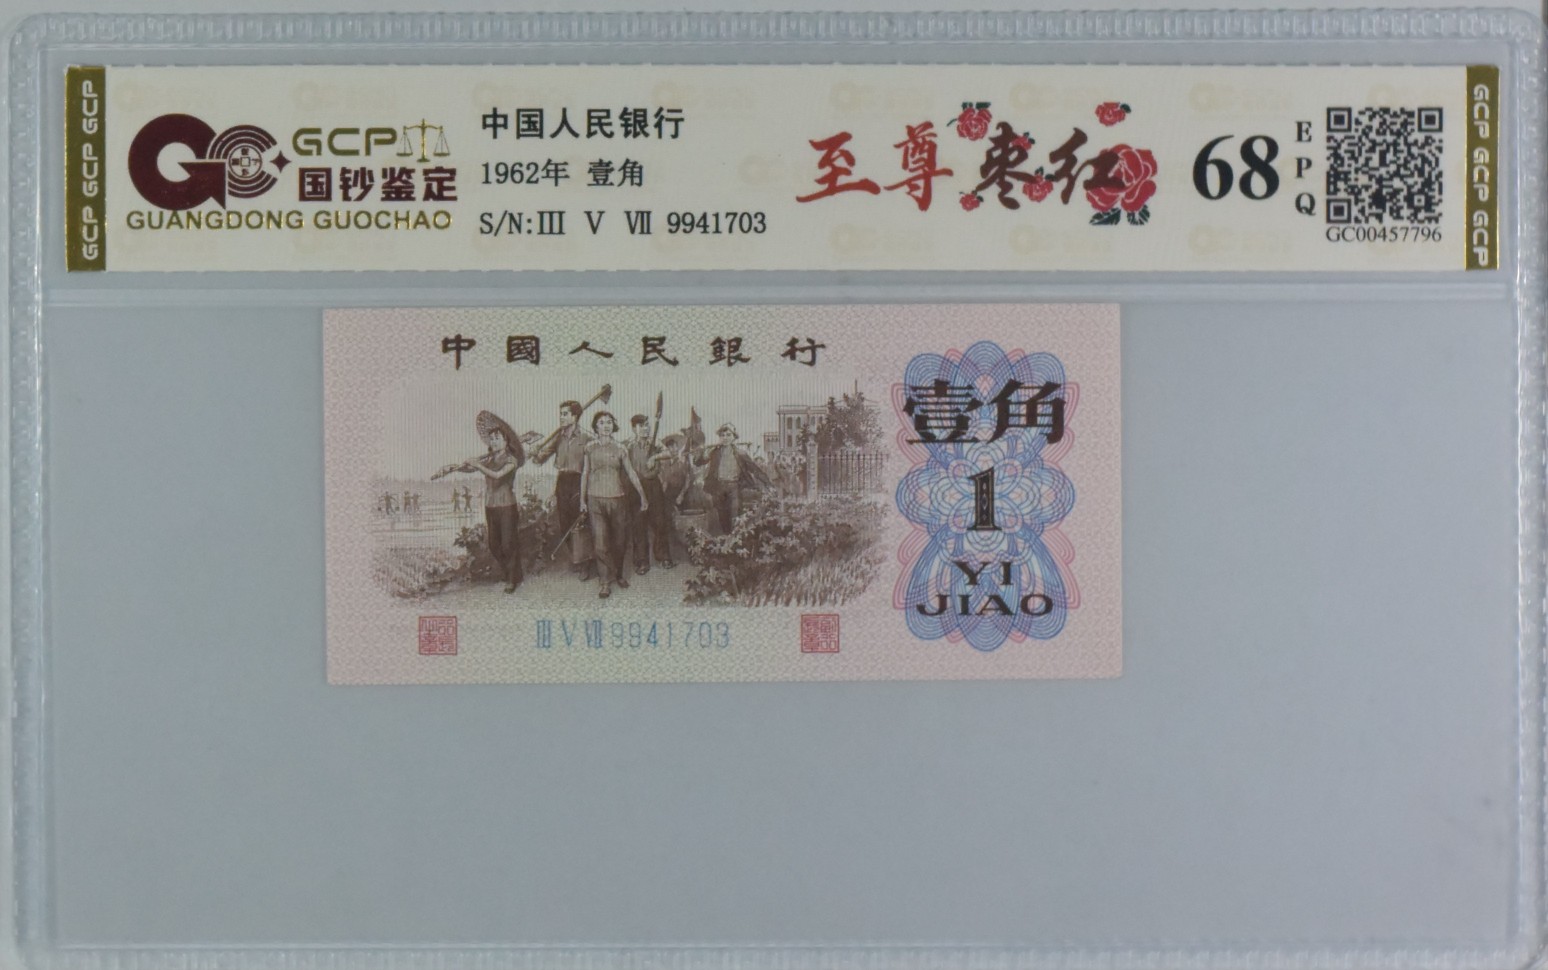 GCP GCP GCP
GCP
国钞鉴定
GUANGDONG GUOCHAO
中国人民银行
1962年 壹角
S/N:Ⅲ Ⅴ Ⅶ 9941703
至尊枣红
68
EPQ
GC00457796
GCP GCP GCP
中國人民銀行
壹角
1
YI
JIAO
Ⅲ Ⅴ Ⅶ 9941703